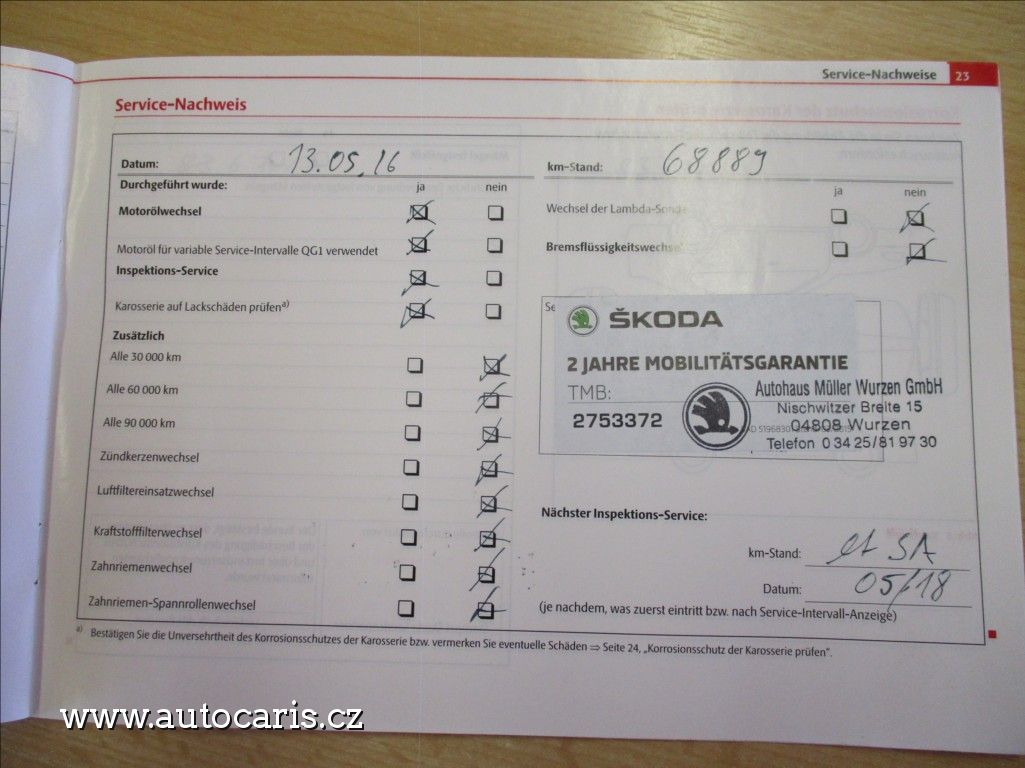 Service-Nachweise 23
Service-Nachweis
Datum: 13.05.16
Durchgeführt wurde: ja nein
Motorölwechsel
Motoröl für variable Service-Intervalle QG1 verwendet
Inspektions-Service
Karosserie auf Lackschäden prüfen a)
Zusätzlich
Alle 30 000 km
Alle 60 000 km
Alle 90 000 km
Zündkerzenwechsel
Luftfiltereinsatzwechsel
Kraftstofffilterwechsel
Zahnriemenwechsel
Zahnriemen-Spannrollenwechsel
km-Stand: 68889
ja nein
Wechsel der Lambda-Sonde
Bremsflüssigkeitswechsel
ŠKODA
2 JAHRE MOBILITÄTSGARANTIE
TMB:
2753372
Autohaus Müller Wurzen GmbH
Nischwitzer Breite 15
04808 Wurzen
Telefon 0 34 25/81 97 30
Nächster Inspektions-Service:
km-Stand: lt SA
Datum: 05/18
(je nachdem, was zuerst eintritt bzw. nach Service-Intervall-Anzeige)
a) Bestätigen Sie die Unversehrtheit des Korrosionsschutzes der Karosserie bzw. vermerken Sie eventuelle Schäden ⇒ Seite 24, „Korrosionsschutz der Karosserie prüfen“.
www.autocaris.cz